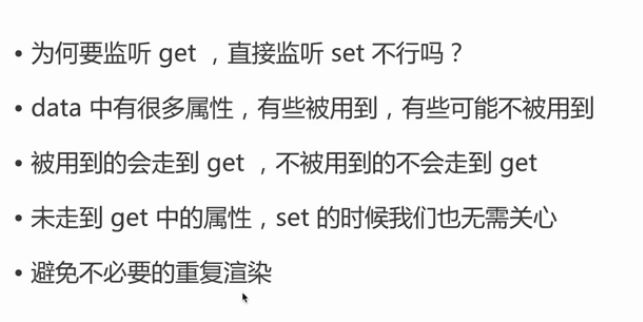 • 为何要监听 get ，直接监听 set 不行吗？
• data 中有很多属性，有些被用到，有些可能不被用到
• 被用到的会走到 get ，不被用到的不会走到 get
• 未走到 get 中的属性，set 的时候我们也无需关心
• 避免不必要的重复渲染